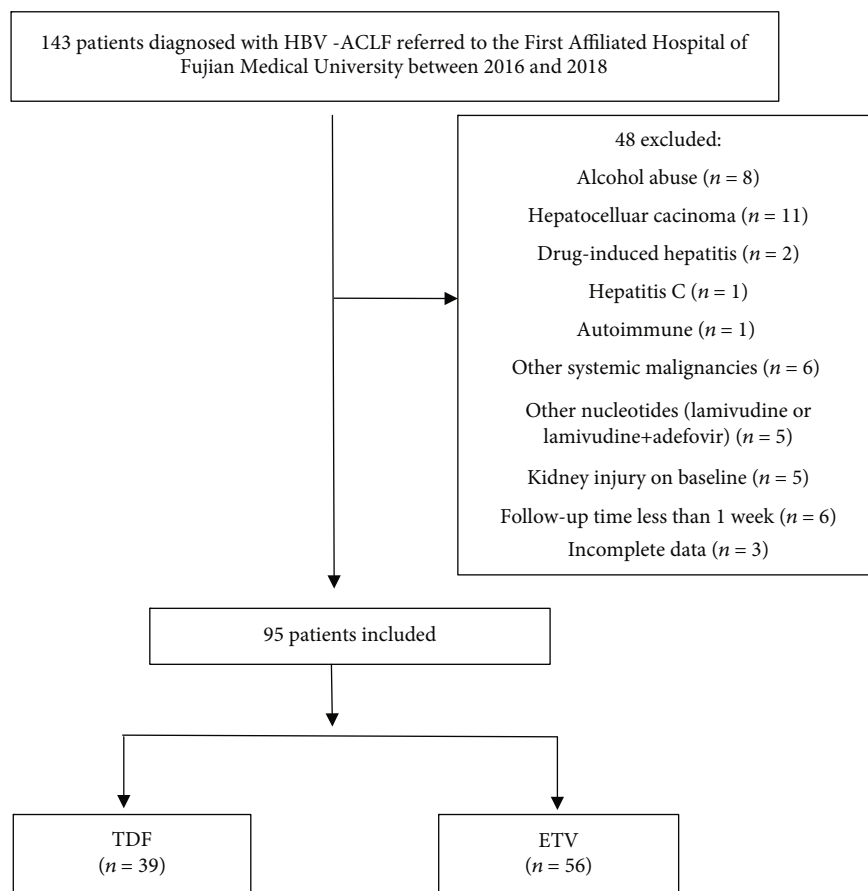 143 patients diagnosed with HBV -ACLF referred to the First Affiliated Hospital of
Fujian Medical University between 2016 and 2018
48 excluded:
Alcohol abuse (n = 8)
Hepatocelluar cacinoma (n = 11)
Drug-induced hepatitis (n = 2)
Hepatitis C (n = 1)
Autoimmune (n = 1)
Other systemic malignancies (n = 6)
Other nucleotides (lamivudine or
lamivudine+adefovir) (n = 5)
Kidney injury on baseline (n = 5)
Follow-up time less than 1 week (n = 6)
Incomplete data (n = 3)
95 patients included
TDF
(n = 39)
ETV
(n = 56)